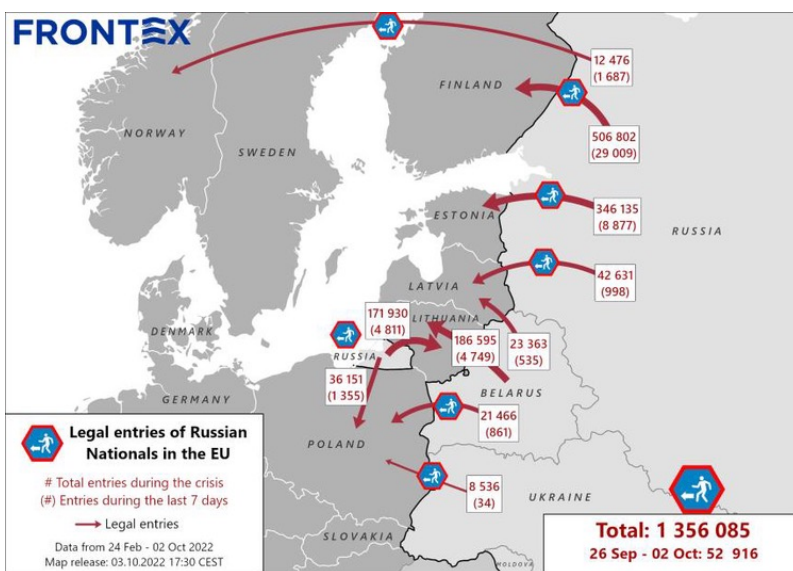 FRONTEX
12 476
(1 687)
FINLAND
506 802
(29 009)
NORWAY
SWEDEN
346 135
(8 877)
ESTONIA
RUSSIA
42 631
(998)
LATVIA
171 930
(4 811)
LITHUANIA
186 595
(4 749)
23 363
(535)
DENMARK
RUSSIA
36 151
(1 355)
BELARUS
GERMANY
21 466
(861)
POLAND
8 536
(34)
UKRAINE
SLOVAKIA
MOLDOVA
Legal entries of Russian
Nationals in the EU
# Total entries during the crisis
(#) Entries during the last 7 days
Legal entries
Data from 24 Feb - 02 Oct 2022
Map release: 03.10.2022 17:30 CEST
Total: 1 356 085
26 Sep - 02 Oct: 52 916